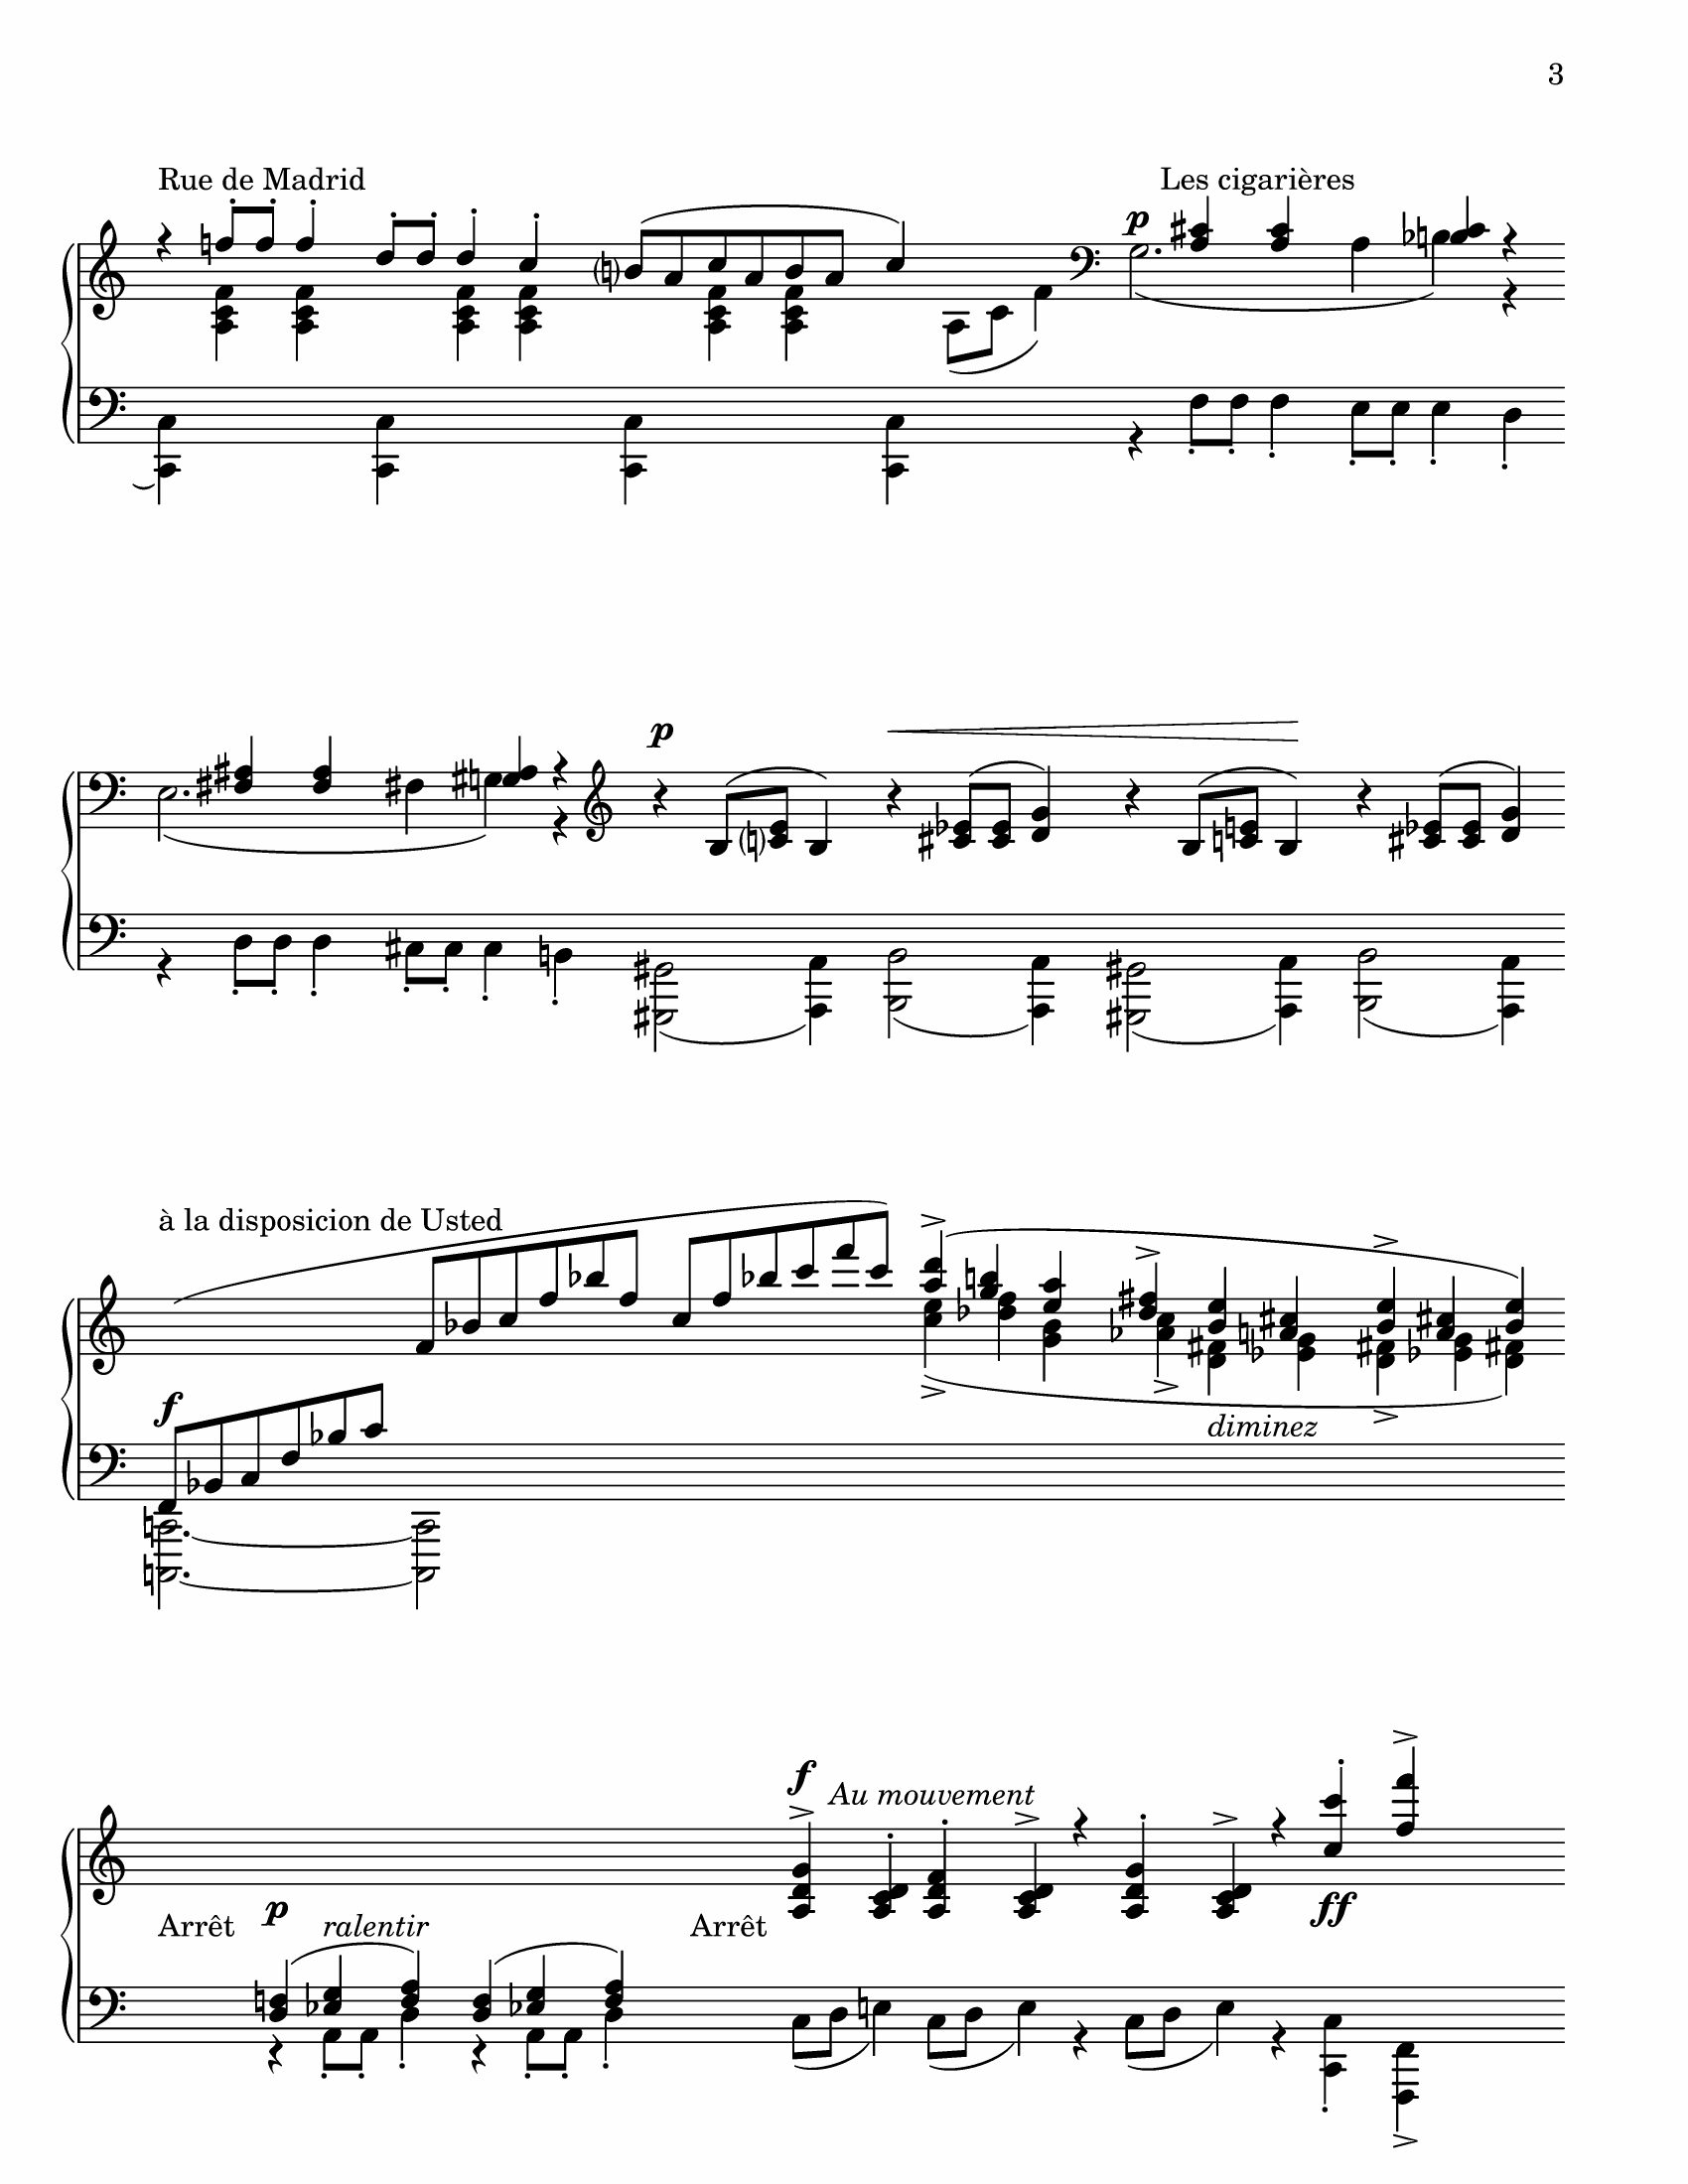 3
Rue de Madrid
Les cigarières
p
p
à la disposicion de Usted
f
diminez
f
Au mouvement
p
ff
Arrêt
ralentir
Arrêt